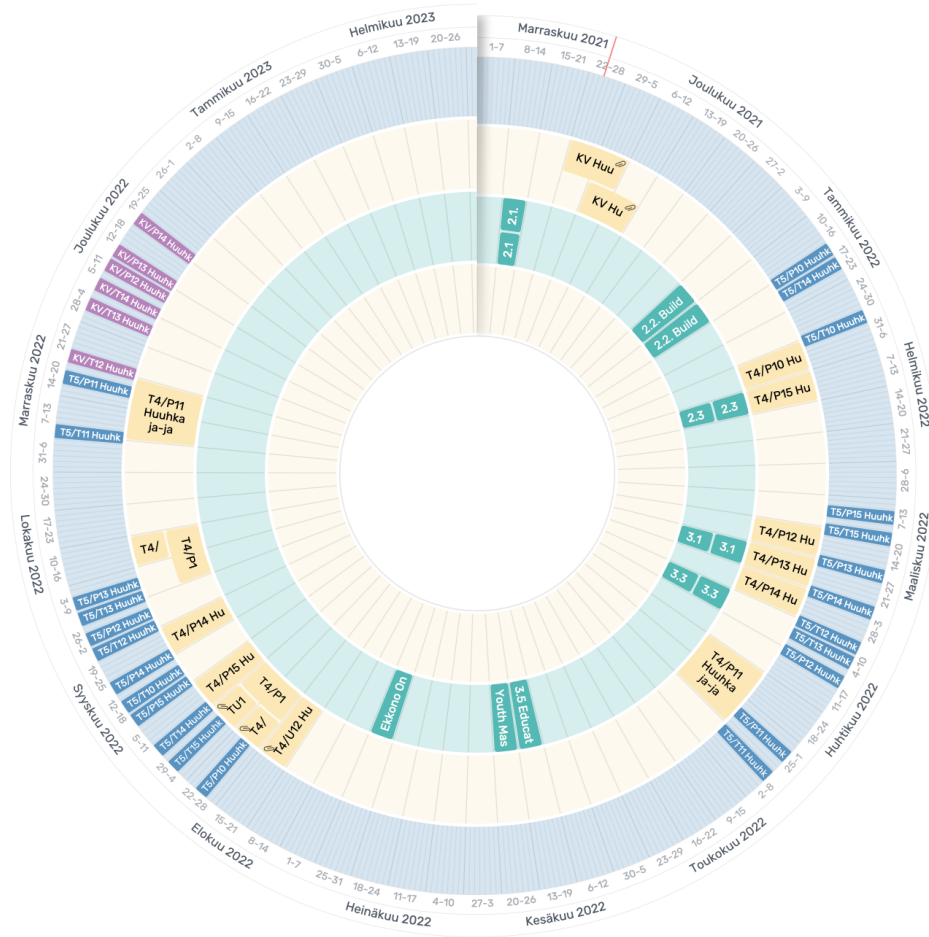 Marraskuu 2021
1-7
8-14
15-21
22-28
Joulukuu 2021
29-5
6-12
13-19
20-26
27-2
Tammikuu 2022
3-9
10-16
17-23
24-30
31-6
Helmikuu 2022
7-13
14-20
21-27
28-6
Maaliskuu 2022
7-13
14-20
21-27
28-3
Huhtikuu 2022
4-10
11-17
18-24
25-1
Toukokuu 2022
2-8
9-15
16-22
23-29
30-5
Kesäkuu 2022
6-12
13-19
20-26
27-3
Heinäkuu 2022
4-10
11-17
18-24
25-31
Elokuu 2022
1-7
8-14
15-21
22-28
29-4
Syyskuu 2022
5-11
12-18
19-25
26-2
Lokakuu 2022
3-9
10-16
17-23
24-30
31-6
Marraskuu 2022
7-13
14-20
21-27
28-4
Joulukuu 2022
5-11
12-18
19-25
26-1
Tammikuu 2023
2-8
9-15
16-22
23-29
30-5
Helmikuu 2023
6-12
13-19
20-26
T5/P10 Huuhk
T5/T14 Huuhk
T5/T10 Huuhk
T5/P15 Huuhk
T5/T15 Huuhk
T5/P13 Huuhk
T5/P14 Huuhk
T5/T12 Huuhk
T5/T13 Huuhk
T5/P12 Huuhk
T5/P11 Huuhk
T5/T11 Huuhk
T5/P10 Huuhk
T5/T15 Huuhk
T5/T14 Huuhk
T5/P15 Huuhk
T5/T10 Huuhk
T5/P14 Huuhk
T5/T12 Huuhk
T5/P12 Huuhk
T5/T13 Huuhk
T5/P13 Huuhk
T5/T11 Huuhk
T5/P11 Huuhk
KV/T12 Huuhk
KV/T13 Huuhk
KV/T14 Huuhk
KV/P12 Huuhk
KV/P13 Huuhk
KV/P14 Huuhk
KV Huu
KV Hu
T4/P10 Hu
T4/P15 Hu
T4/P12 Hu
T4/P13 Hu
T4/P14 Hu
T4/P11
Huuhka
ja-ja
T4/U12 Hu
T4/
T4/P1
TU1
T4/P15 Hu
T4/P14 Hu
T4/P1
T4/
T4/P11
Huuhka
ja-ja
2.1.
2.1
2.2. Build
2.2. Build
2.3
2.3
3.1
3.1
3.3
3.3
3.5 Educat
Youth Mas
Ekkono On